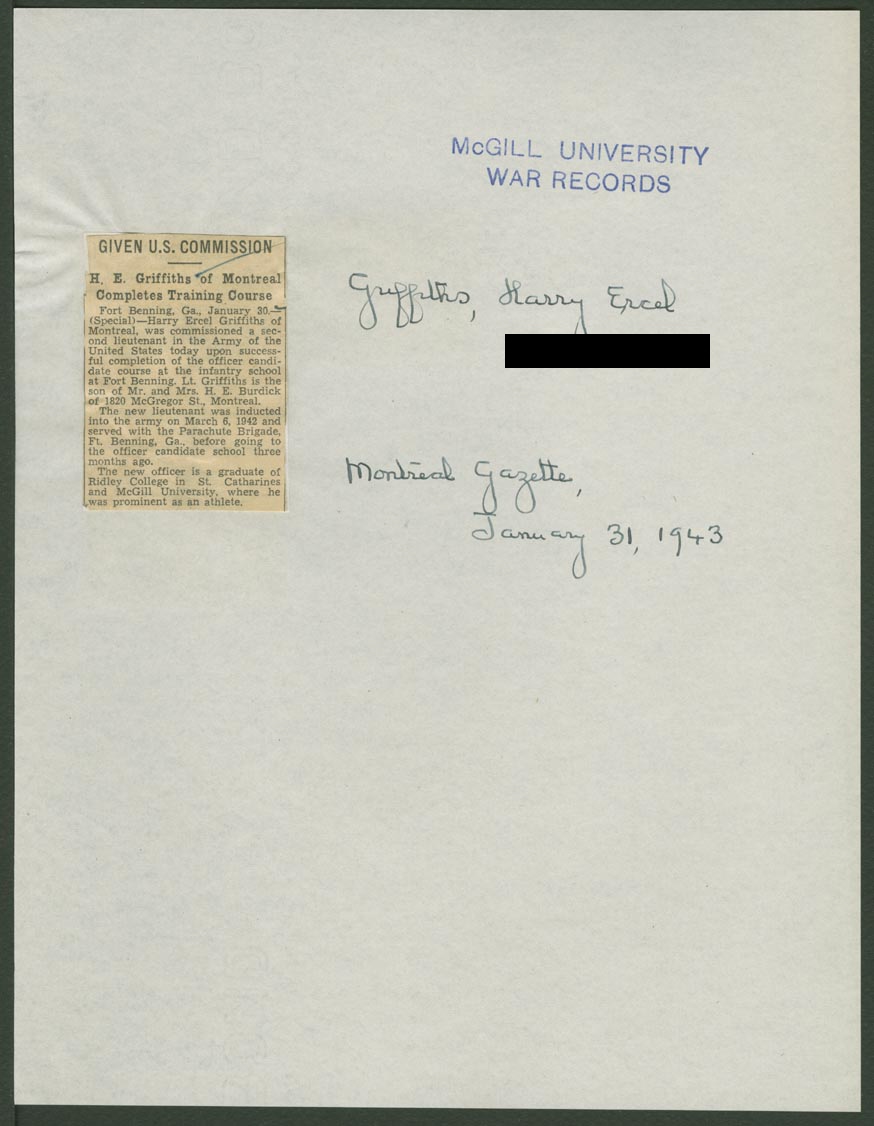 McGILL UNIVERSITY
WAR RECORDS
GIVEN U.S. COMMISSION
H. E. Griffiths of Montreal
Completes Training Course
Fort Benning, Ga., January 30.—
(Special)—Harry Ercel Griffiths of
Montreal, was commissioned a sec-
ond lieutenant in the Army of the
United States today upon success-
ful completion of the officer candi-
date course at the infantry school
at Fort Benning. Lt. Griffiths is the
son of Mr. and Mrs. H. E. Burdick
of 1820 McGregor St., Montreal.
The new lieutenant was inducted
into the army on March 6, 1942 and
served with the Parachute Brigade,
Ft. Benning, Ga., before going to
the officer candidate school three
months ago.
The new officer is a graduate of
Ridley College in St. Catharines
and McGill University, where he
was prominent as an athlete.
Griffiths, Harry Ercel
Montreal Gazette,
January 31, 1943